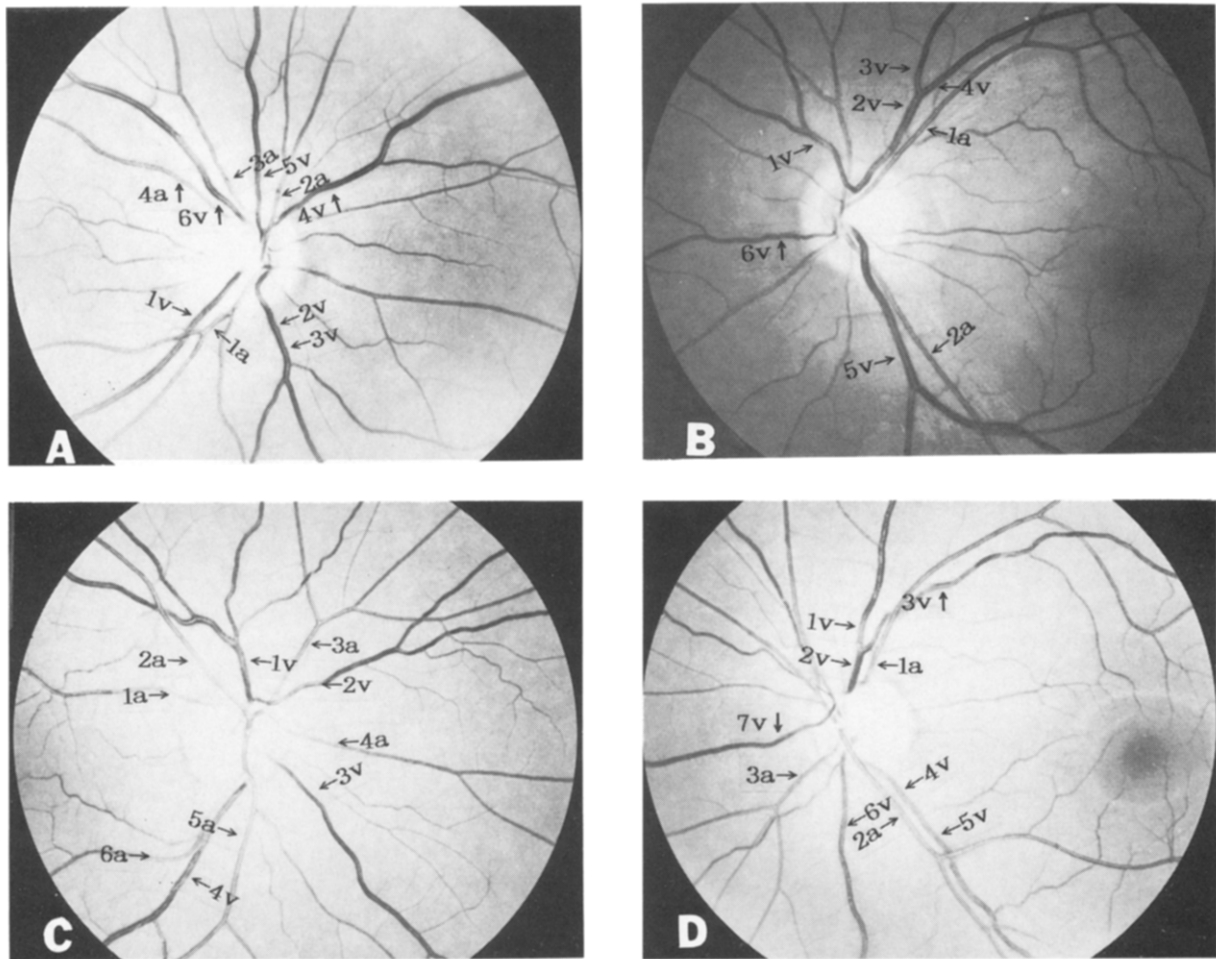 ←3a
←5v
4a↑
←2a
6v↑
4v↑
1v→
←2v
←1a
←3v
A
3v→
←4v
2v→
←1a
1v→
6v↑
←2a
5v→
B
←3a
2a→
←1v
←2v
1a→
←4a
←3v
5a→
6a→
←4v
C
3v↑
1v→
2v→
←1a
7v↓
3a→
←4v
←6v
2a→
←5v
D